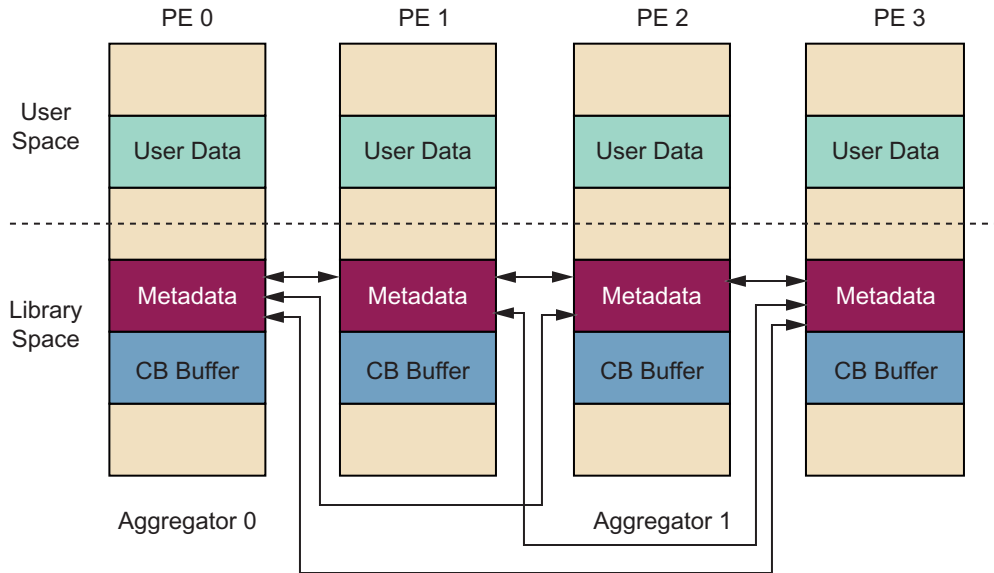 PE 0
PE 1
PE 2
PE 3
User
Space
User Data
User Data
User Data
User Data
Library
Space
Metadata
Metadata
Metadata
Metadata
CB Buffer
CB Buffer
CB Buffer
CB Buffer
Aggregator 0
Aggregator 1